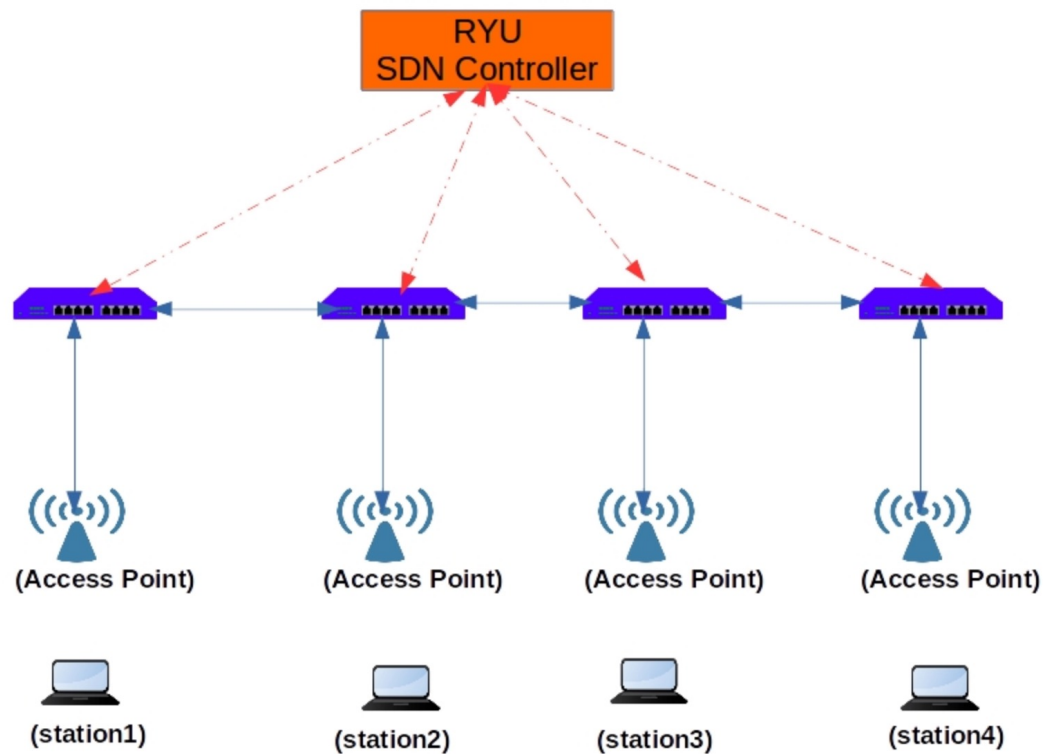 RYU
SDN Controller
(Access Point)
(Access Point)
(Access Point)
(Access Point)
(station1)
(station2)
(station3)
(station4)